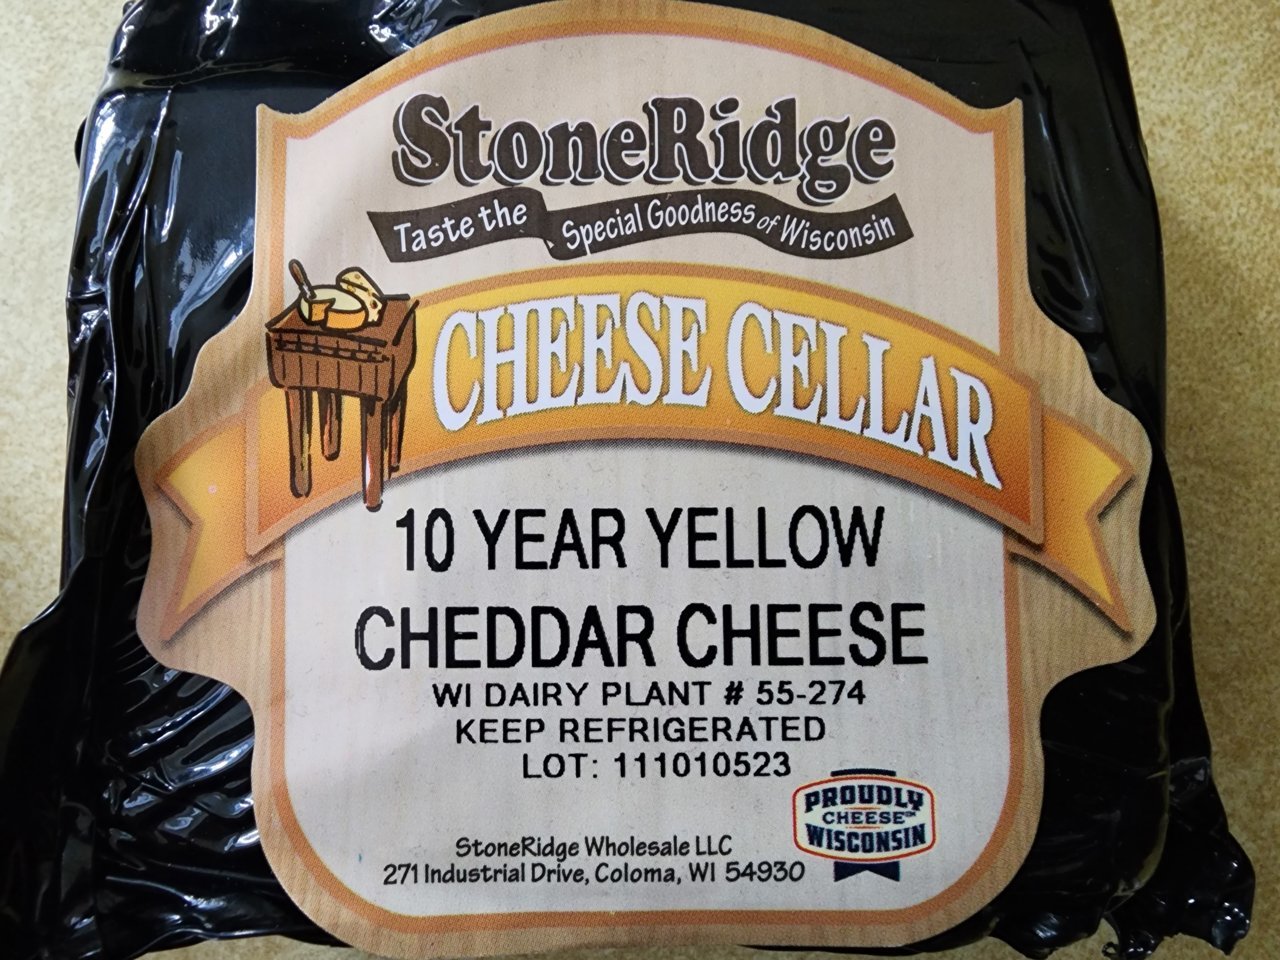 StoneRidge
Taste the Special Goodness of Wisconsin
CHEESE CELLAR
10 YEAR YELLOW
CHEDDAR CHEESE
WI DAIRY PLANT # 55-274
KEEP REFRIGERATED
LOT: 111010523
PROUDLY
CHEESE™
WISCONSIN
StoneRidge Wholesale LLC
271 Industrial Drive, Coloma, WI 54930